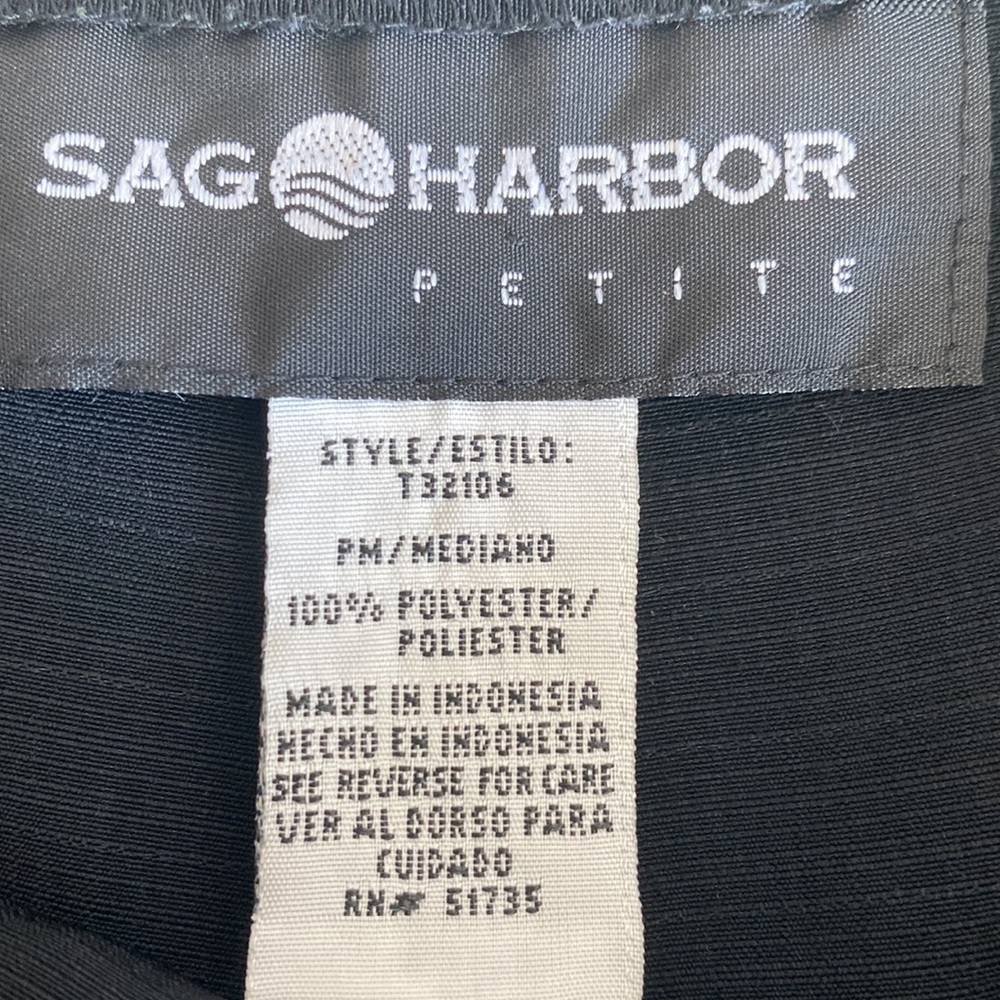 SAG HARBOR
PETITE
STYLE/ESTILO:
T32106
PM/MEDIANO
100% POLYESTER/
POLIESTER
MADE IN INDONESIA
HECHO EN INDONESIA
SEE REVERSE FOR CARE
VER AL DORSO PARA
CUIDADO
RN# 51735